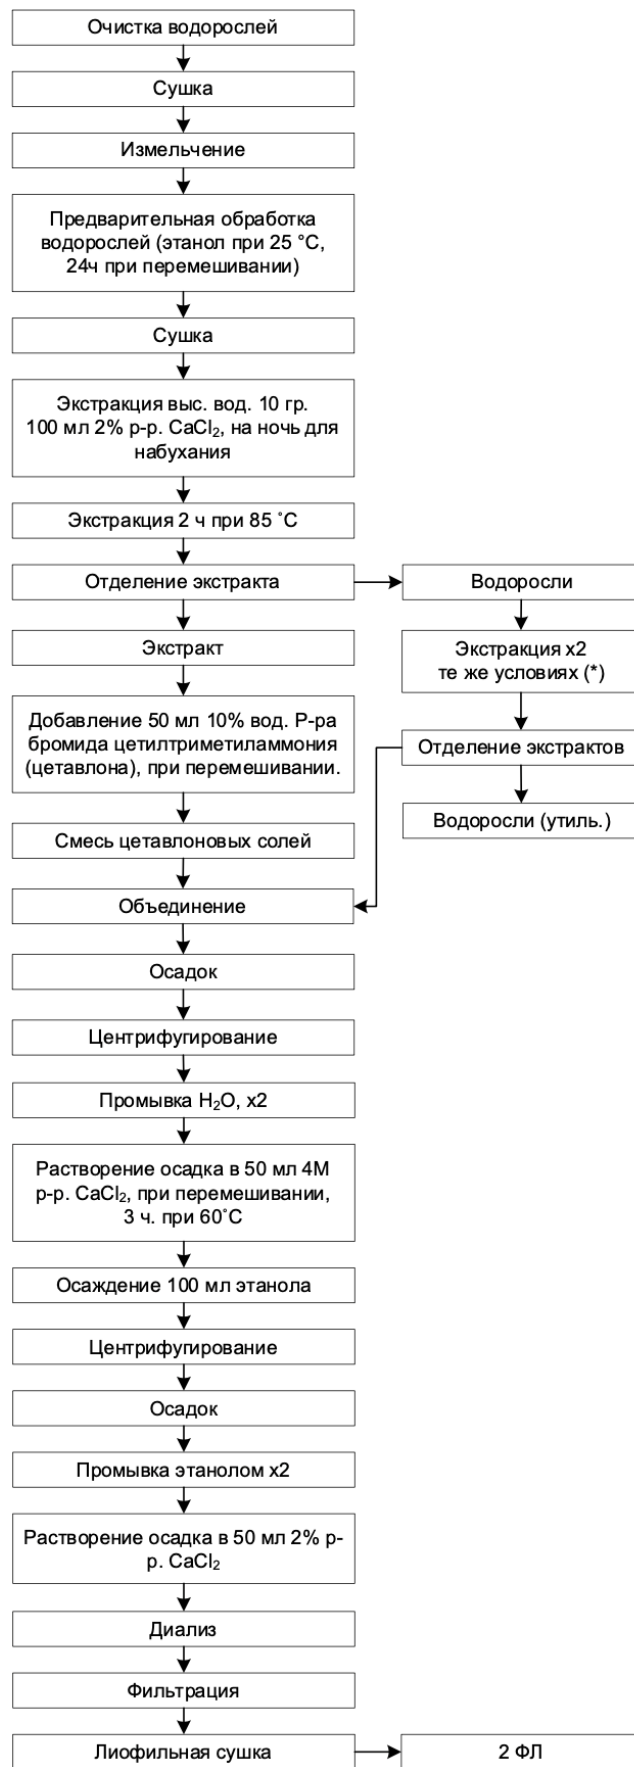 Очистка водорослей
Сушка
Измельчение
Предварительная обработка
водорослей (этанол при 25 °C,
24ч при перемешивании)
Сушка
Экстракция выс. вод. 10 гр.
100 мл 2% р-р. CaCl₂, на ночь для
набухания
Экстракция 2 ч при 85 ˚C
Отделение экстракта
Водоросли
Экстракт
Экстракция x2
те же условиях (*)
Добавление 50 мл 10% вод. Р-ра
бромида цетилтриметиламмония
(цетавлона), при перемешивании.
Отделение экстрактов
Водоросли (утиль.)
Смесь цетавлоновых солей
Объединение
Осадок
Центрифугирование
Промывка H₂O, x2
Растворение осадка в 50 мл 4М
р-р. CaCl₂, при перемешивании,
3 ч. при 60˚C
Осаждение 100 мл этанола
Центрифугирование
Осадок
Промывка этанолом x2
Растворение осадка в 50 мл 2% р-
р. CaCl₂
Диализ
Фильтрация
Лиофильная сушка
2 ФЛ